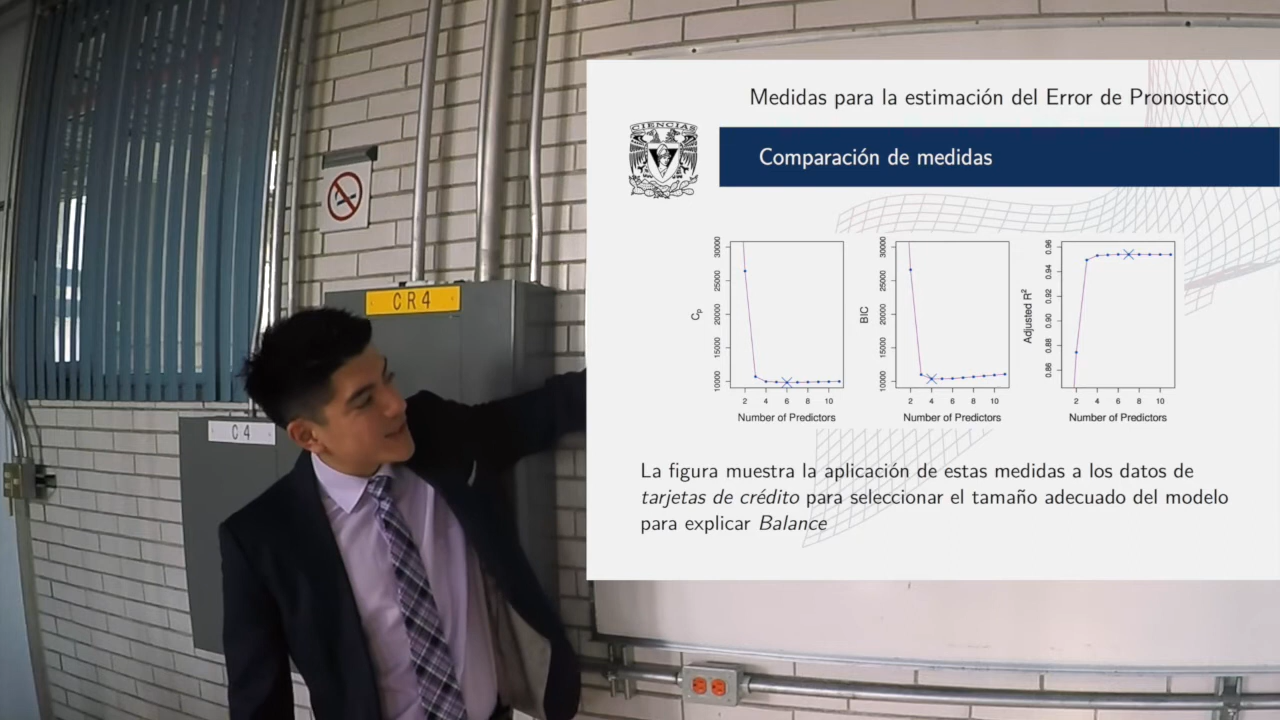 CR4
C 4
Medidas para la estimación del Error de Pronostico
CIENCIAS
Comparación de medidas
30000
25000
20000
15000
10000
Cp
2 4 6 8 10
Number of Predictors
30000
25000
20000
15000
10000
BIC
2 4 6 8 10
Number of Predictors
0.96
0.94
0.92
0.90
0.88
0.86
Adjusted R²
2 4 6 8 10
Number of Predictors
La figura muestra la aplicación de estas medidas a los datos de
tarjetas de crédito para seleccionar el tamaño adecuado del modelo
para explicar Balance